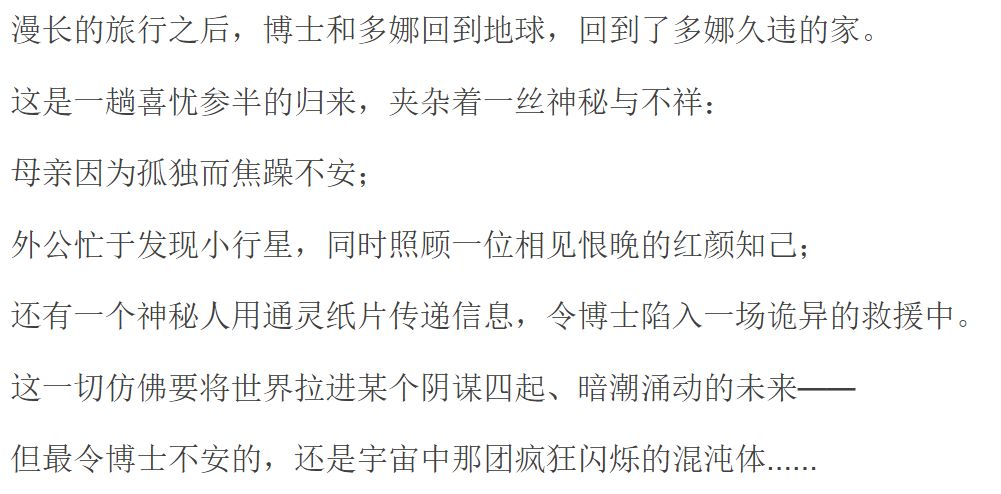 漫长的旅行之后，博士和多娜回到地球，回到了多娜久违的家。
这是一趟喜忧参半的归来，夹杂着一丝神秘与不祥：
母亲因为孤独而焦躁不安；
外公忙于发现小行星，同时照顾一位相见恨晚的红颜知己；
还有一个神秘人用通灵纸片传递信息，令博士陷入一场诡异的救援中。
这一切仿佛要将世界拉进某个阴谋四起、暗潮涌动的未来——
但最令博士不安的，还是宇宙中那团疯狂闪烁的混沌体......